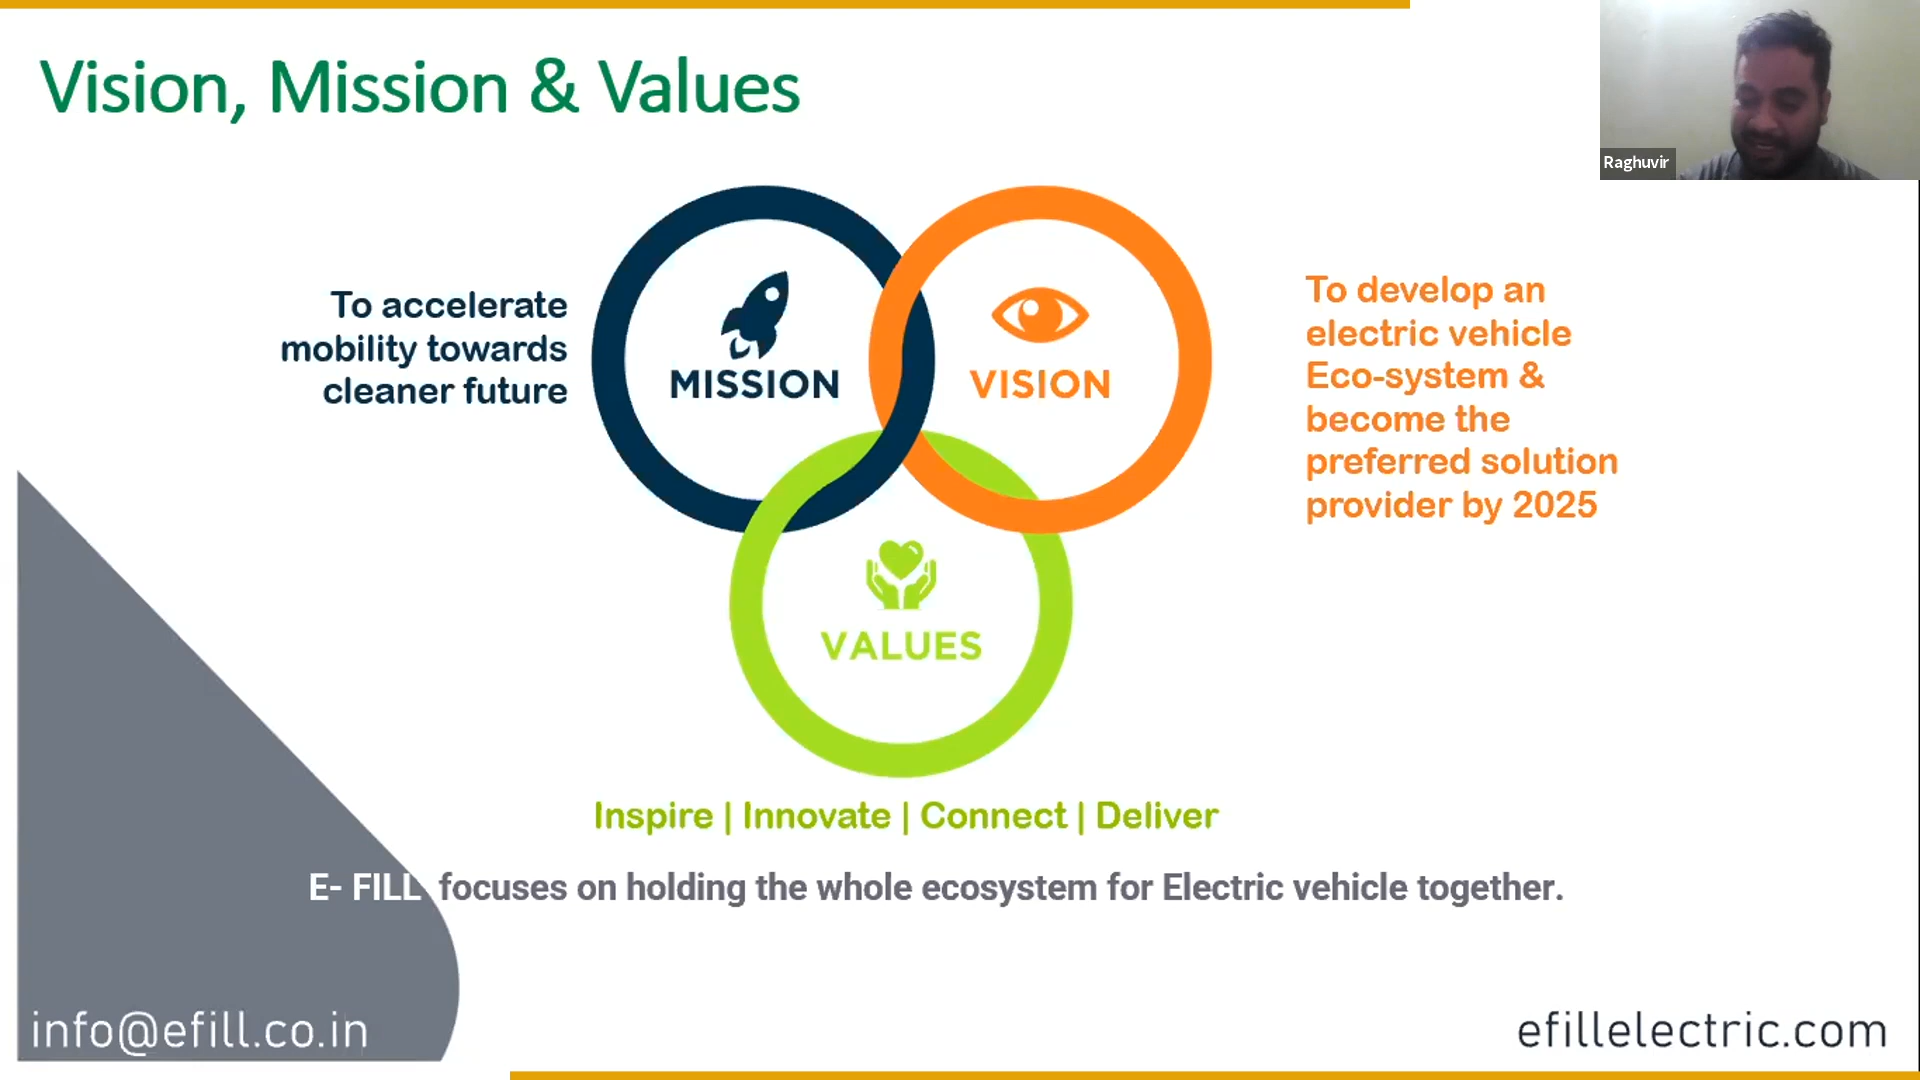 Vision, Mission & Values
Raghuvir
To accelerate
mobility towards
cleaner future
MISSION
VISION
To develop an
electric vehicle
Eco-system &
become the
preferred solution
provider by 2025
VALUES
Inspire | Innovate | Connect | Deliver
E- FILL focuses on holding the whole ecosystem for Electric vehicle together.
info@efill.co.in
efillelectric.com